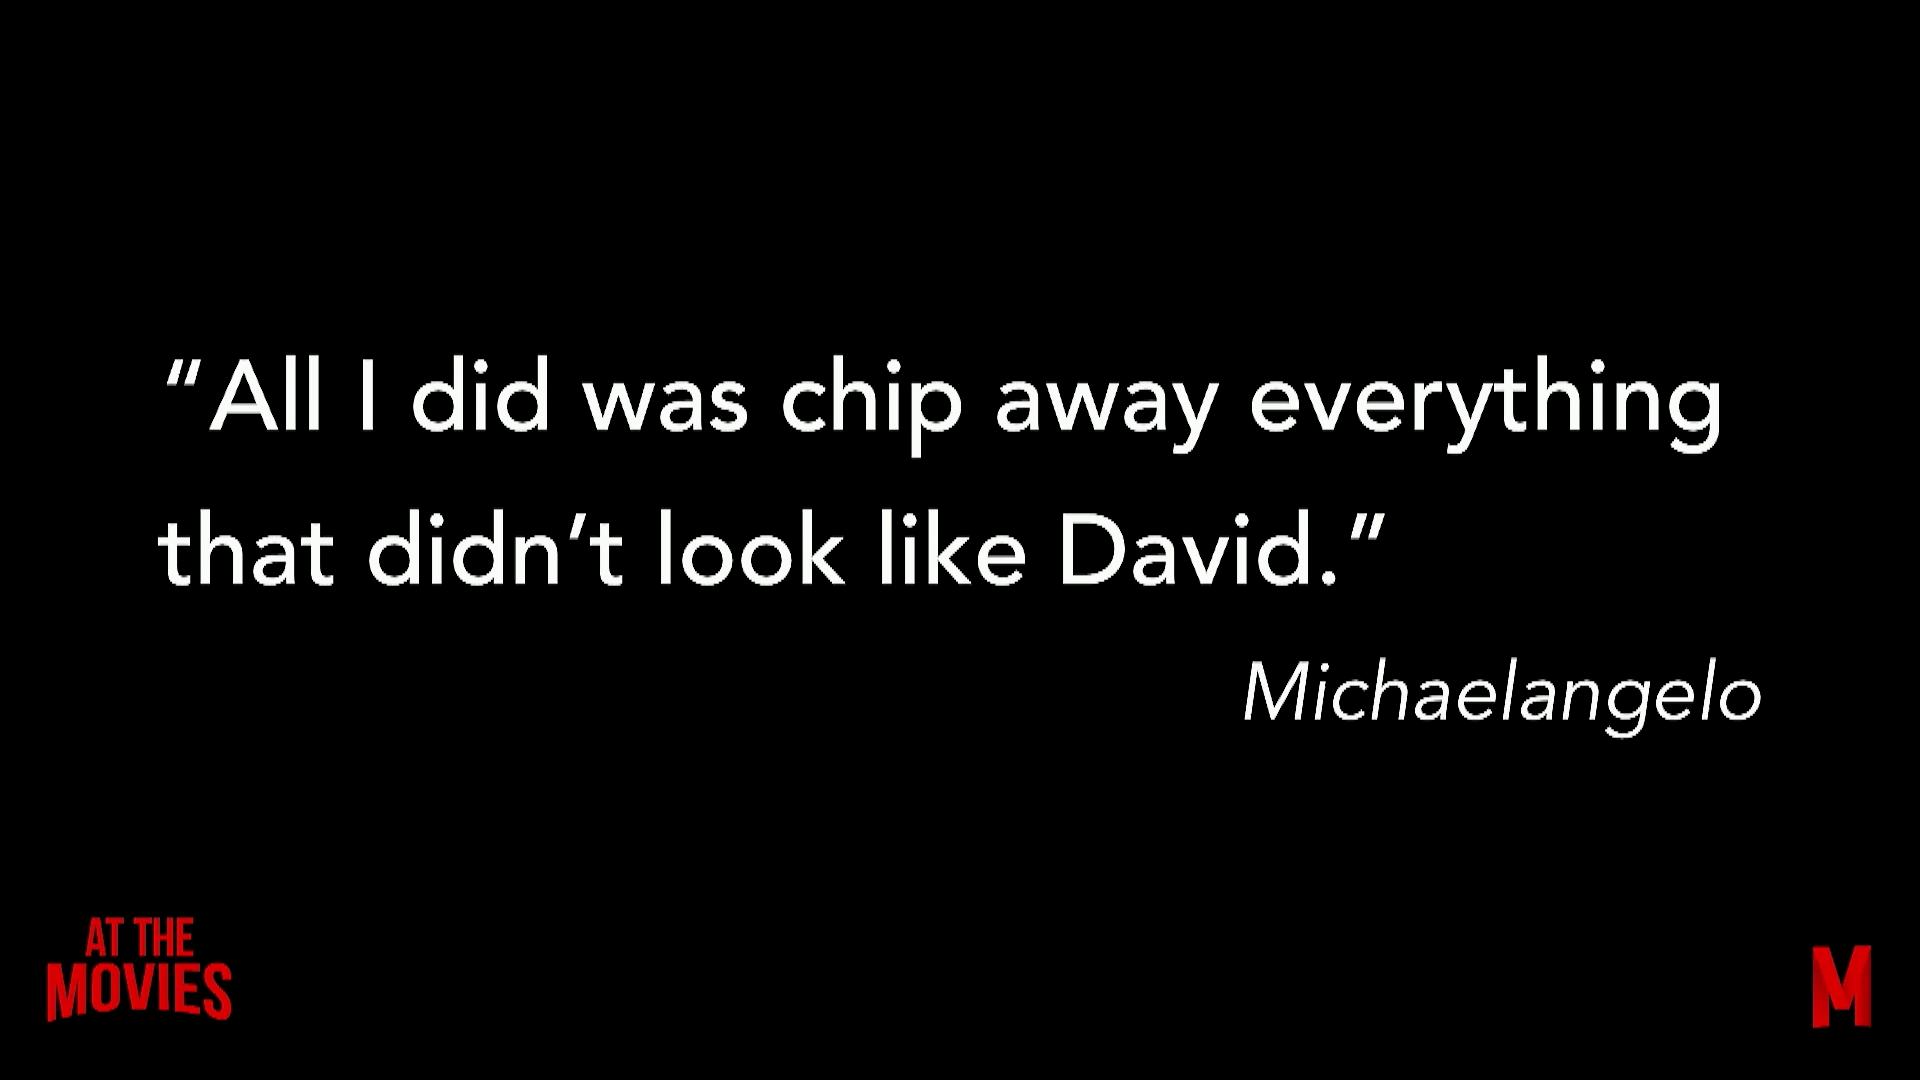 “All I did was chip away everything
that didn’t look like David.”
Michaelangelo
AT THE
MOVIES
M